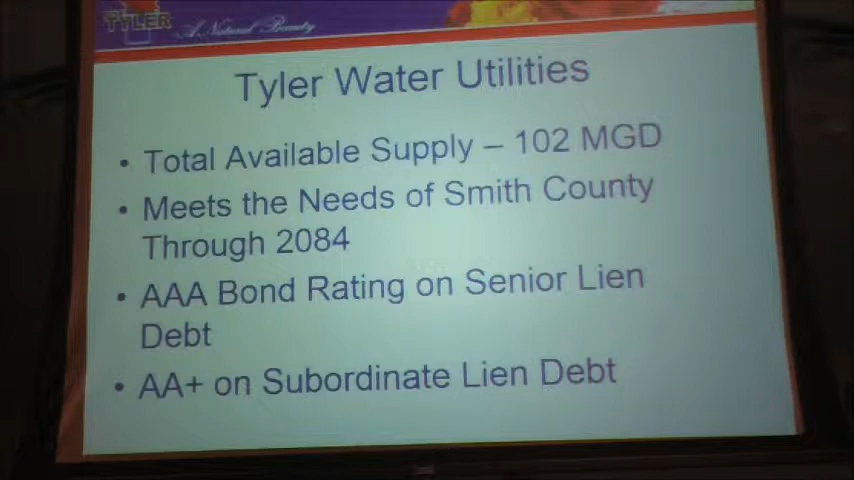 TYLER
A Natural Beauty
Tyler Water Utilities
• Total Available Supply – 102 MGD
• Meets the Needs of Smith County
Through 2084
• AAA Bond Rating on Senior Lien
Debt
• AA+ on Subordinate Lien Debt